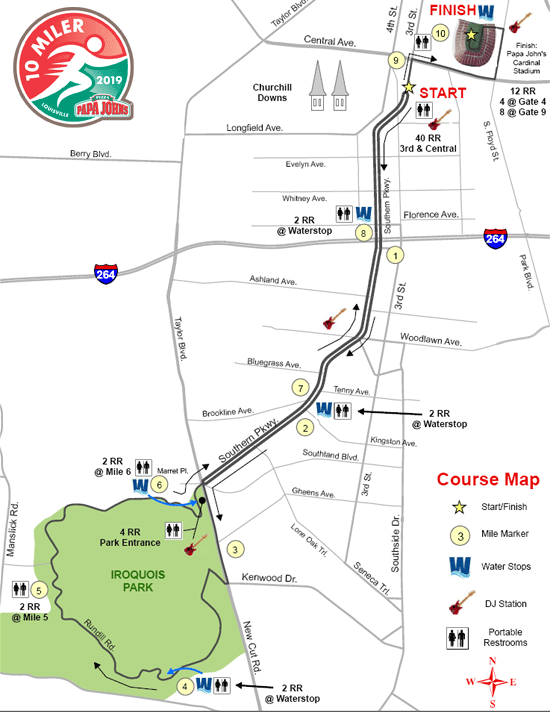 10 MILER
2019
LOUISVILLE
PIZZA
PAPA JOHNS
Taylor Blvd.
4th St.
3rd St.
FINISH
W
10
Central Ave.
9
Finish:
Papa John's
Cardinal
Stadium
Churchill
Downs
START
12 RR
4 @ Gate 4
8 @ Gate 9
Longfield Ave.
40 RR
3rd & Central
S. Floyd St.
Berry Blvd.
Evelyn Ave.
Southern Pkwy.
Whitney Ave.
2 RR
@ Waterstop
W
8
Florence Ave.
264
264
1
Park Blvd.
Ashland Ave.
3rd St.
Taylor Blvd.
Woodlawn Ave.
Bluegrass Ave.
7
Tenny Ave.
Brookline Ave.
W
2 RR
@ Waterstop
2
Southern Pkwy.
Kingston Ave.
2 RR
@ Mile 6
Marret Pl.
6
W
Southland Blvd.
3rd St.
Course Map
Gheens Ave.
Start/Finish
Manslick Rd.
4 RR
Park Entrance
Lone Oak Trl.
Southside Dr.
3
Mile Marker
3
IROQUOIS
PARK
Seneca Trl.
W
Water Stops
Kenwood Dr.
5
2 RR
@ Mile 5
DJ Station
Rundill Rd.
New Cut Rd.
Portable
Restrooms
4
W
2 RR
@ Waterstop
N
W
E
S